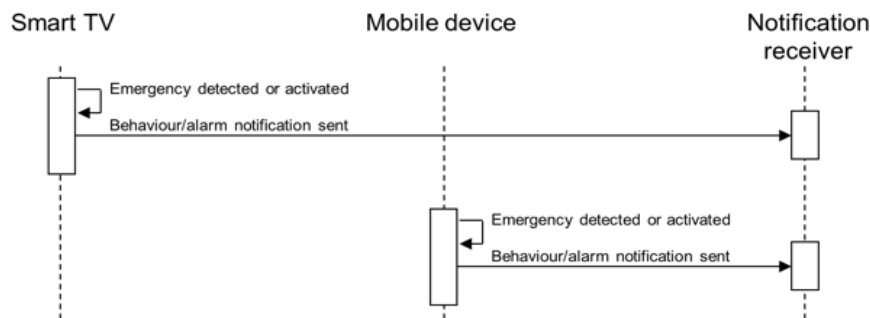 Smart TV
Mobile device
Notification
receiver
Emergency detected or activated
Behaviour/alarm notification sent
Emergency detected or activated
Behaviour/alarm notification sent